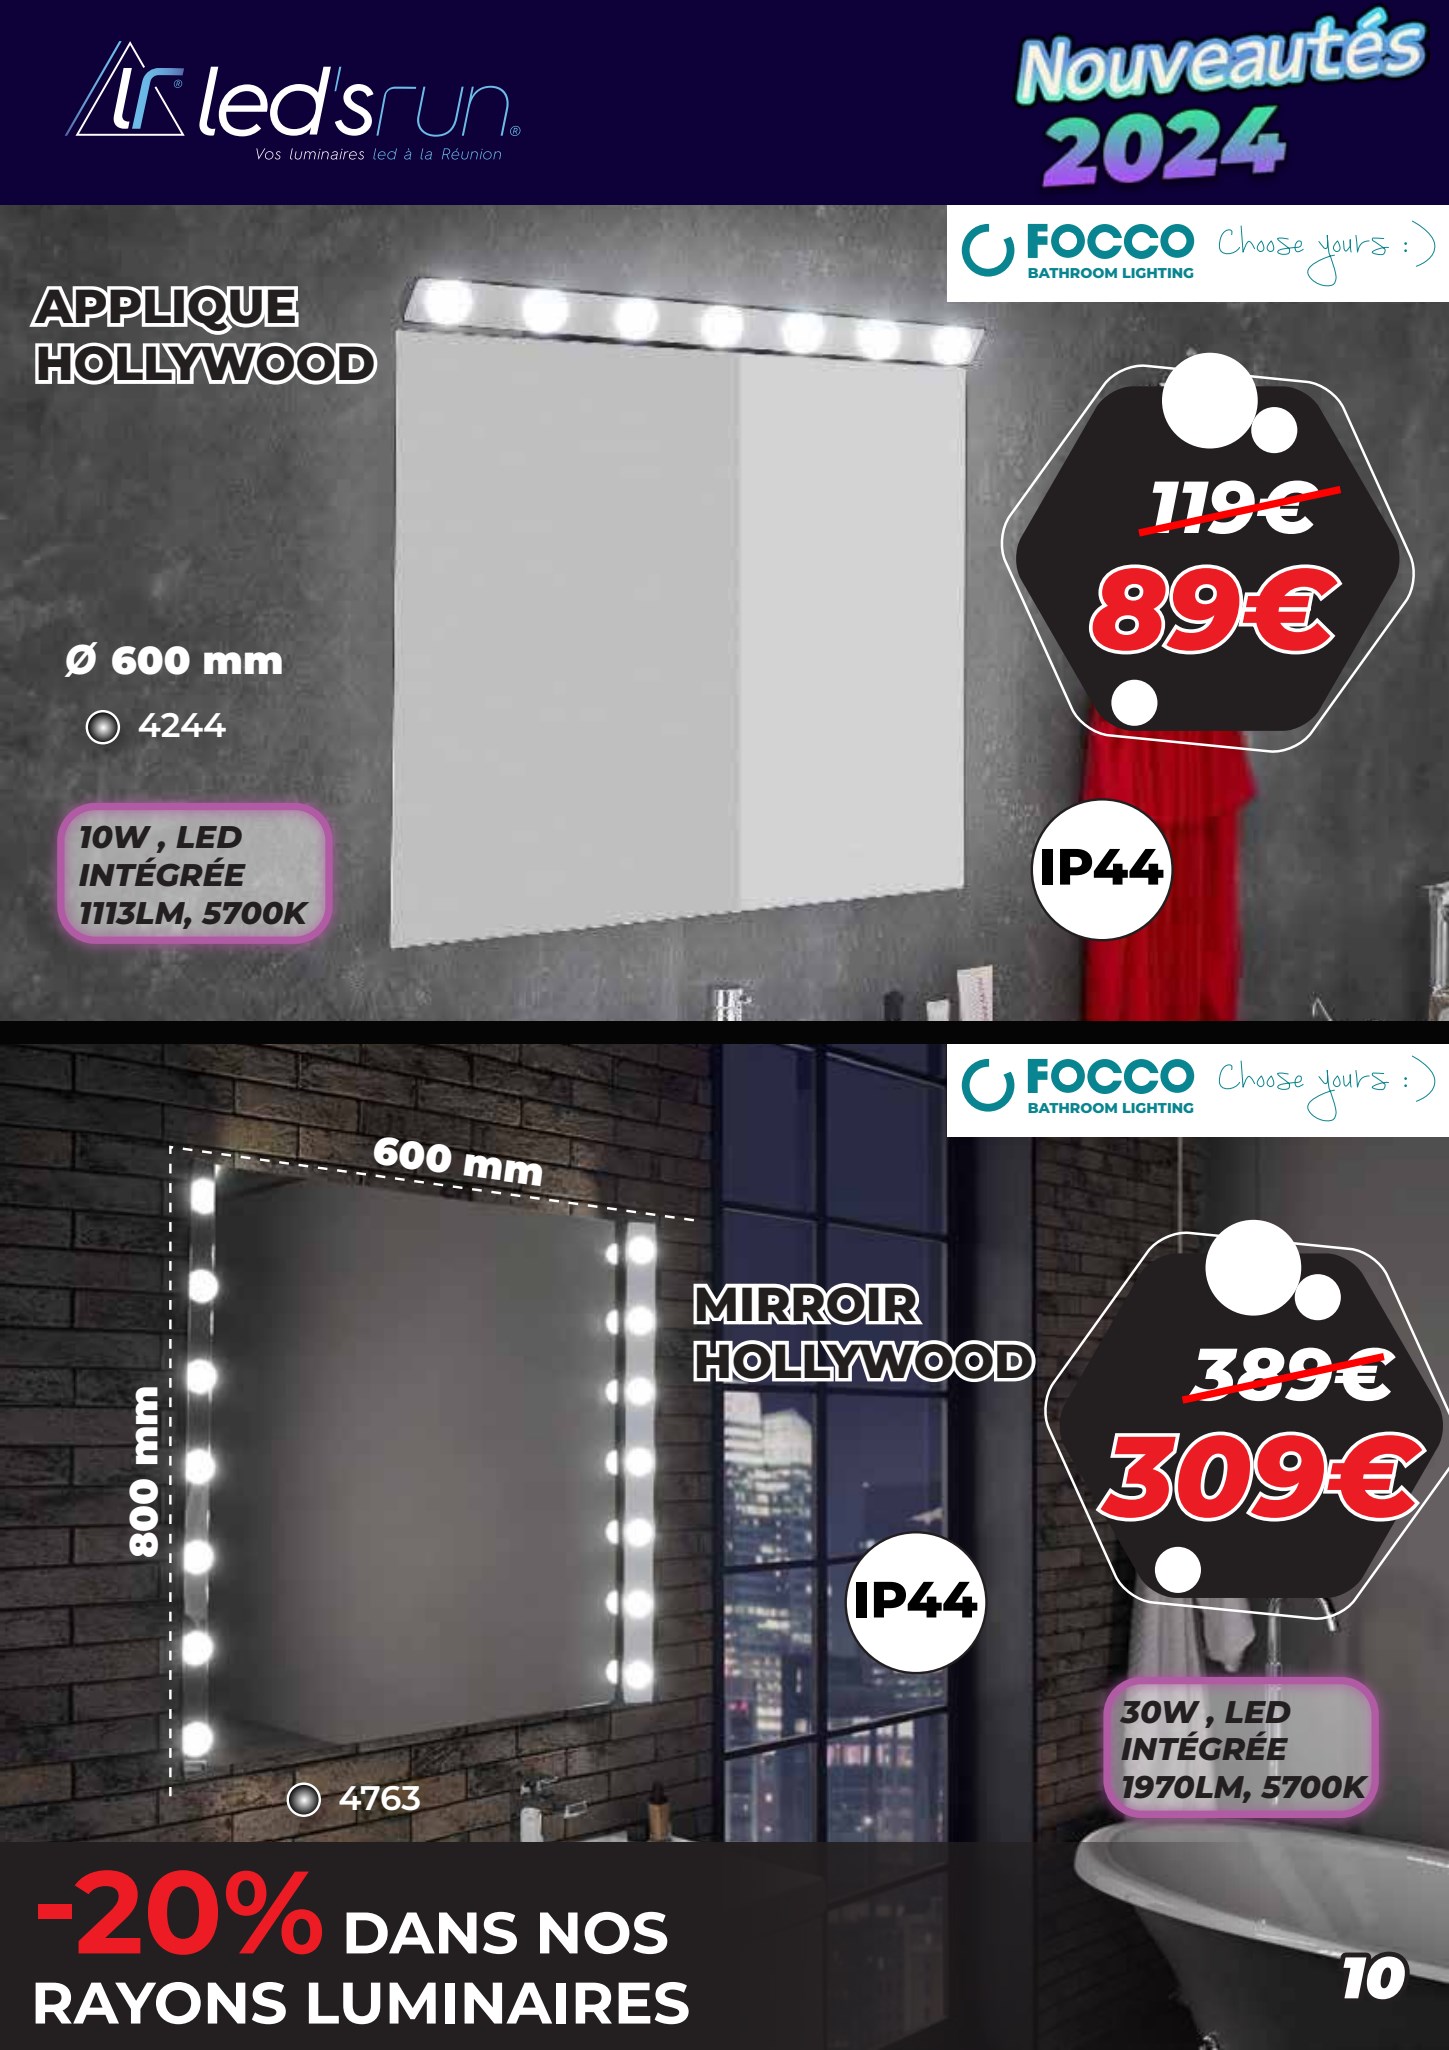 led'srun®
Vos luminaires led à la Réunion
Nouveautés
2024
FOCCO
BATHROOM LIGHTING
Choose yours :)
APPLIQUE
HOLLYWOOD
119€
89€
Ø 600 mm
4244
10W , LED
INTÉGRÉE
1113LM, 5700K
IP44
FOCCO
BATHROOM LIGHTING
Choose yours :)
600 mm
800 mm
MIRROIR
HOLLYWOOD
389€
309€
IP44
30W , LED
INTÉGRÉE
1970LM, 5700K
4763
-20% DANS NOS
RAYONS LUMINAIRES
10